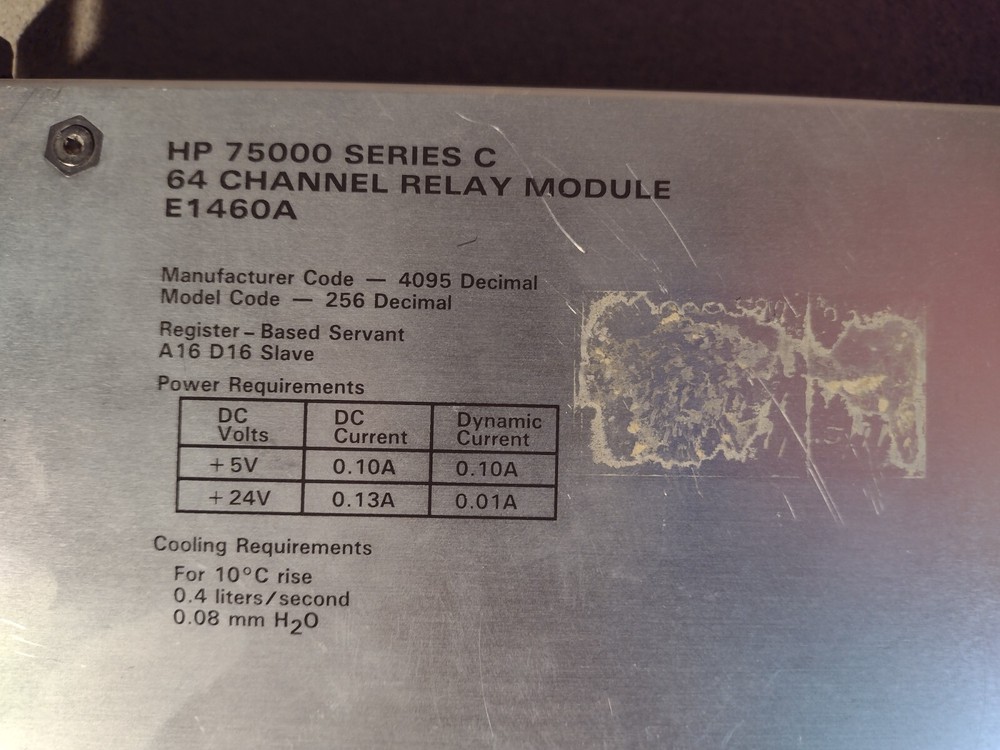 HP 75000 SERIES C
64 CHANNEL RELAY MODULE
E1460A
Manufacturer Code — 4095 Decimal
Model Code — 256 Decimal
Register – Based Servant
A16 D16 Slave
Power Requirements
DC Volts DC Current Dynamic Current
+5V 0.10A 0.10A
+24V 0.13A 0.01A
Cooling Requirements
For 10°C rise
0.4 liters/second
0.08 mm H2O